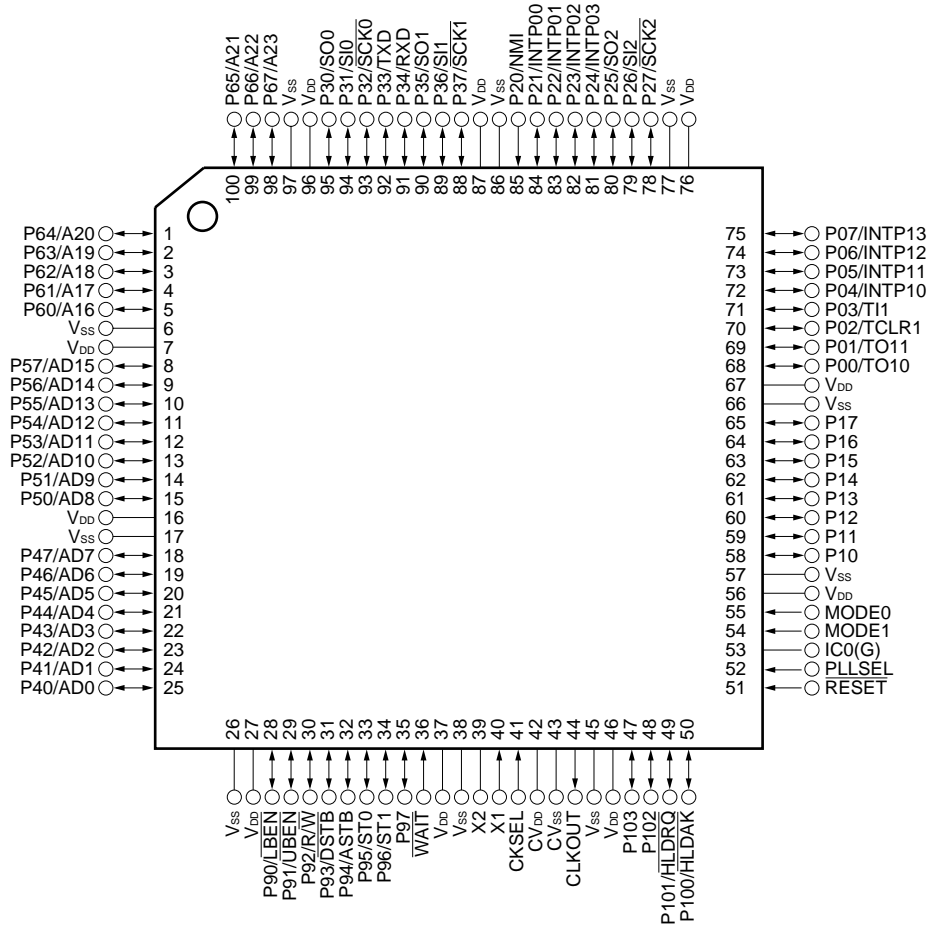 P65/A21
P66/A22
P67/A23
VSS
VDD
P30/SO0
P31/SI0
P32/SCK0
P33/TXD
P34/RXD
P35/SO1
P36/SI1
P37/SCK1
VDD
VSS
P20/NMI
P21/INTP00
P22/INTP01
P23/INTP02
P24/INTP03
P25/SO2
P26/SI2
P27/SCK2
VSS
VDD
100
99
98
97
96
95
94
93
92
91
90
89
88
87
86
85
84
83
82
81
80
79
78
77
76
P64/A20 1
P63/A19 2
P62/A18 3
P61/A17 4
P60/A16 5
VSS 6
VDD 7
P57/AD15 8
P56/AD14 9
P55/AD13 10
P54/AD12 11
P53/AD11 12
P52/AD10 13
P51/AD9 14
P50/AD8 15
VDD 16
VSS 17
P47/AD7 18
P46/AD6 19
P45/AD5 20
P44/AD4 21
P43/AD3 22
P42/AD2 23
P41/AD1 24
P40/AD0 25
75 P07/INTP13
74 P06/INTP12
73 P05/INTP11
72 P04/INTP10
71 P03/TI1
70 P02/TCLR1
69 P01/TO11
68 P00/TO10
67 VDD
66 VSS
65 P17
64 P16
63 P15
62 P14
61 P13
60 P12
59 P11
58 P10
57 VSS
56 VDD
55 MODE0
54 MODE1
53 IC0(G)
52 PLLSEL
51 RESET
26
27
28
29
30
31
32
33
34
35
36
37
38
39
40
41
42
43
44
45
46
47
48
49
50
VSS
VDD
P90/LBEN
P91/UBEN
P92/R/W
P93/DSTB
P94/ASTB
P95/ST0
P96/ST1
P97
WAIT
VDD
VSS
X2
X1
CKSEL
CVDD
CVSS
CLKOUT
VSS
VDD
P103
P102
P101/HLDRQ
P100/HLDAK